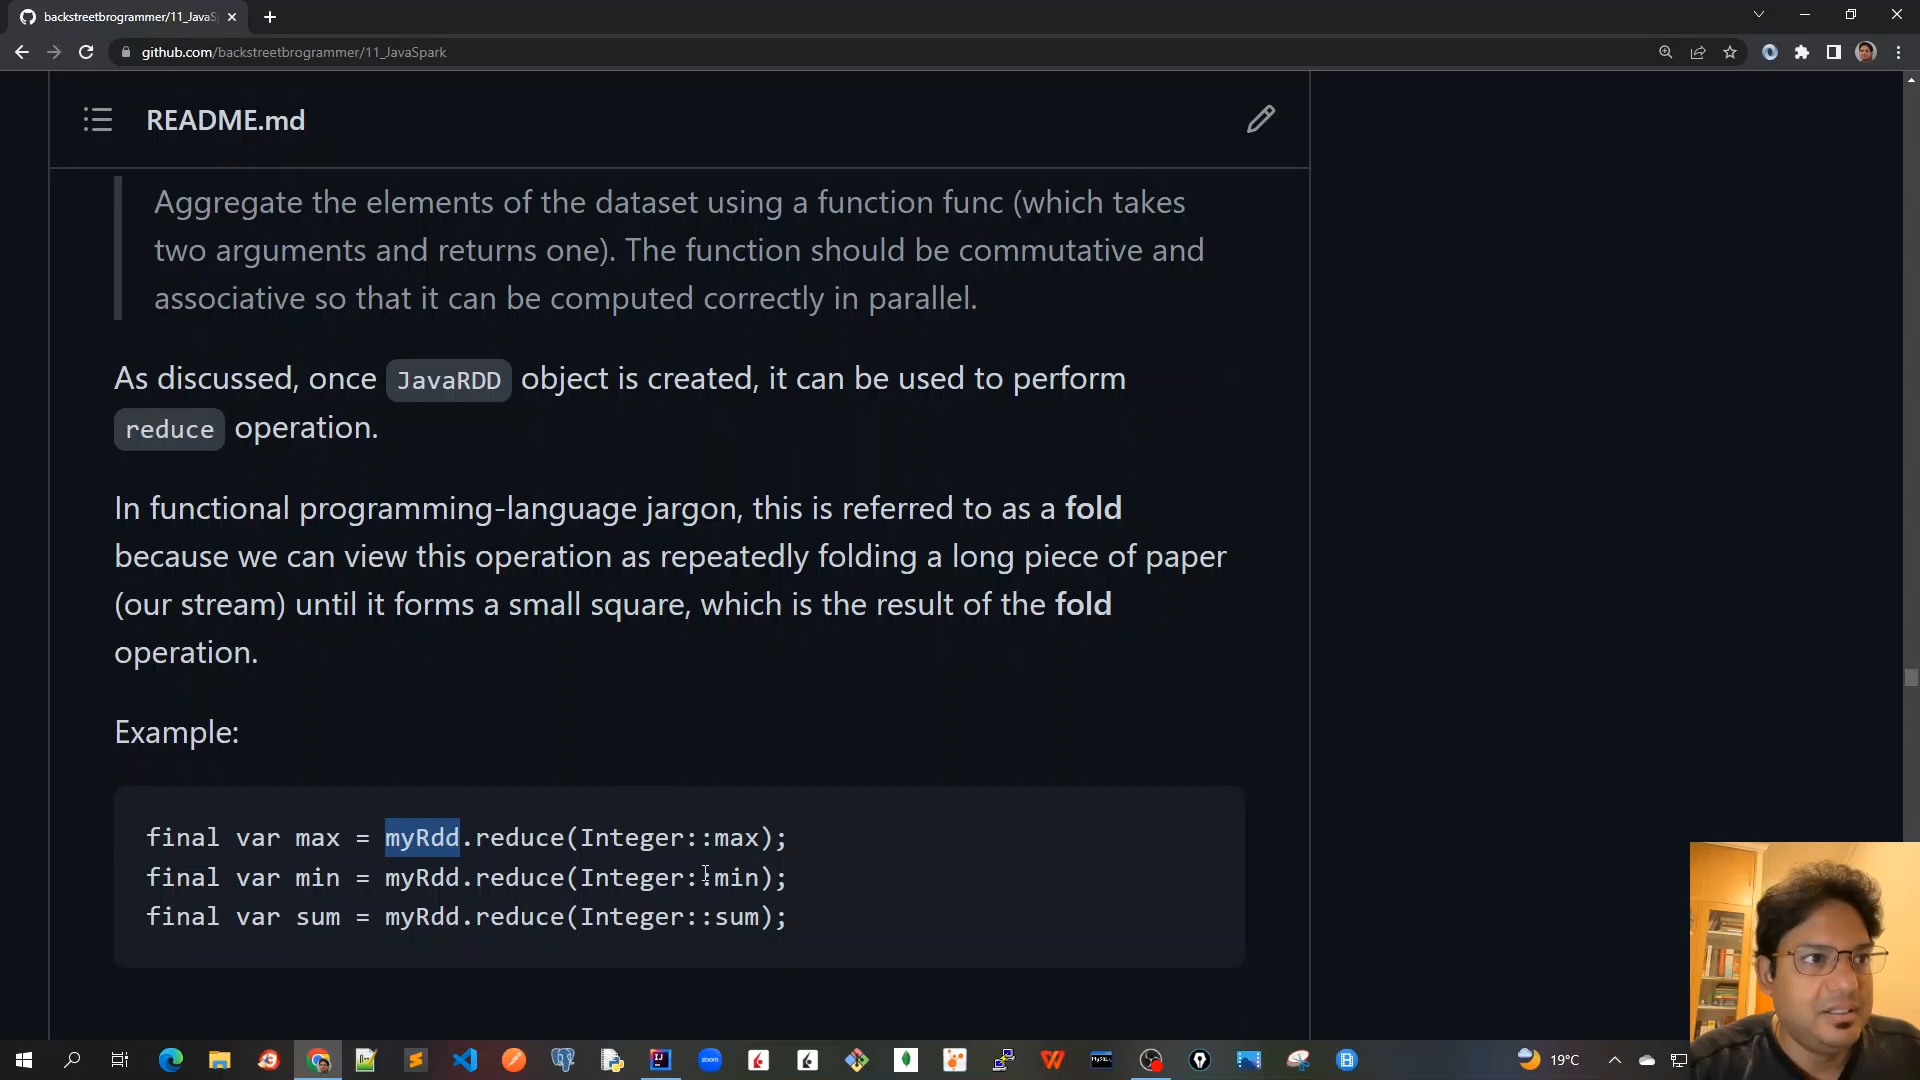 backstreetbrogrammer/11_JavaS
github.com/backstreetbrogrammer/11_JavaSpark
README.md
Aggregate the elements of the dataset using a function func (which takes
two arguments and returns one). The function should be commutative and
associative so that it can be computed correctly in parallel.
As discussed, once JavaRDD object is created, it can be used to perform
reduce operation.
In functional programming-language jargon, this is referred to as a fold
because we can view this operation as repeatedly folding a long piece of paper
(our stream) until it forms a small square, which is the result of the fold
operation.
Example:
final var max = myRdd.reduce(Integer::max);
final var min = myRdd.reduce(Integer::min);
final var sum = myRdd.reduce(Integer::sum);
zoom
19°C